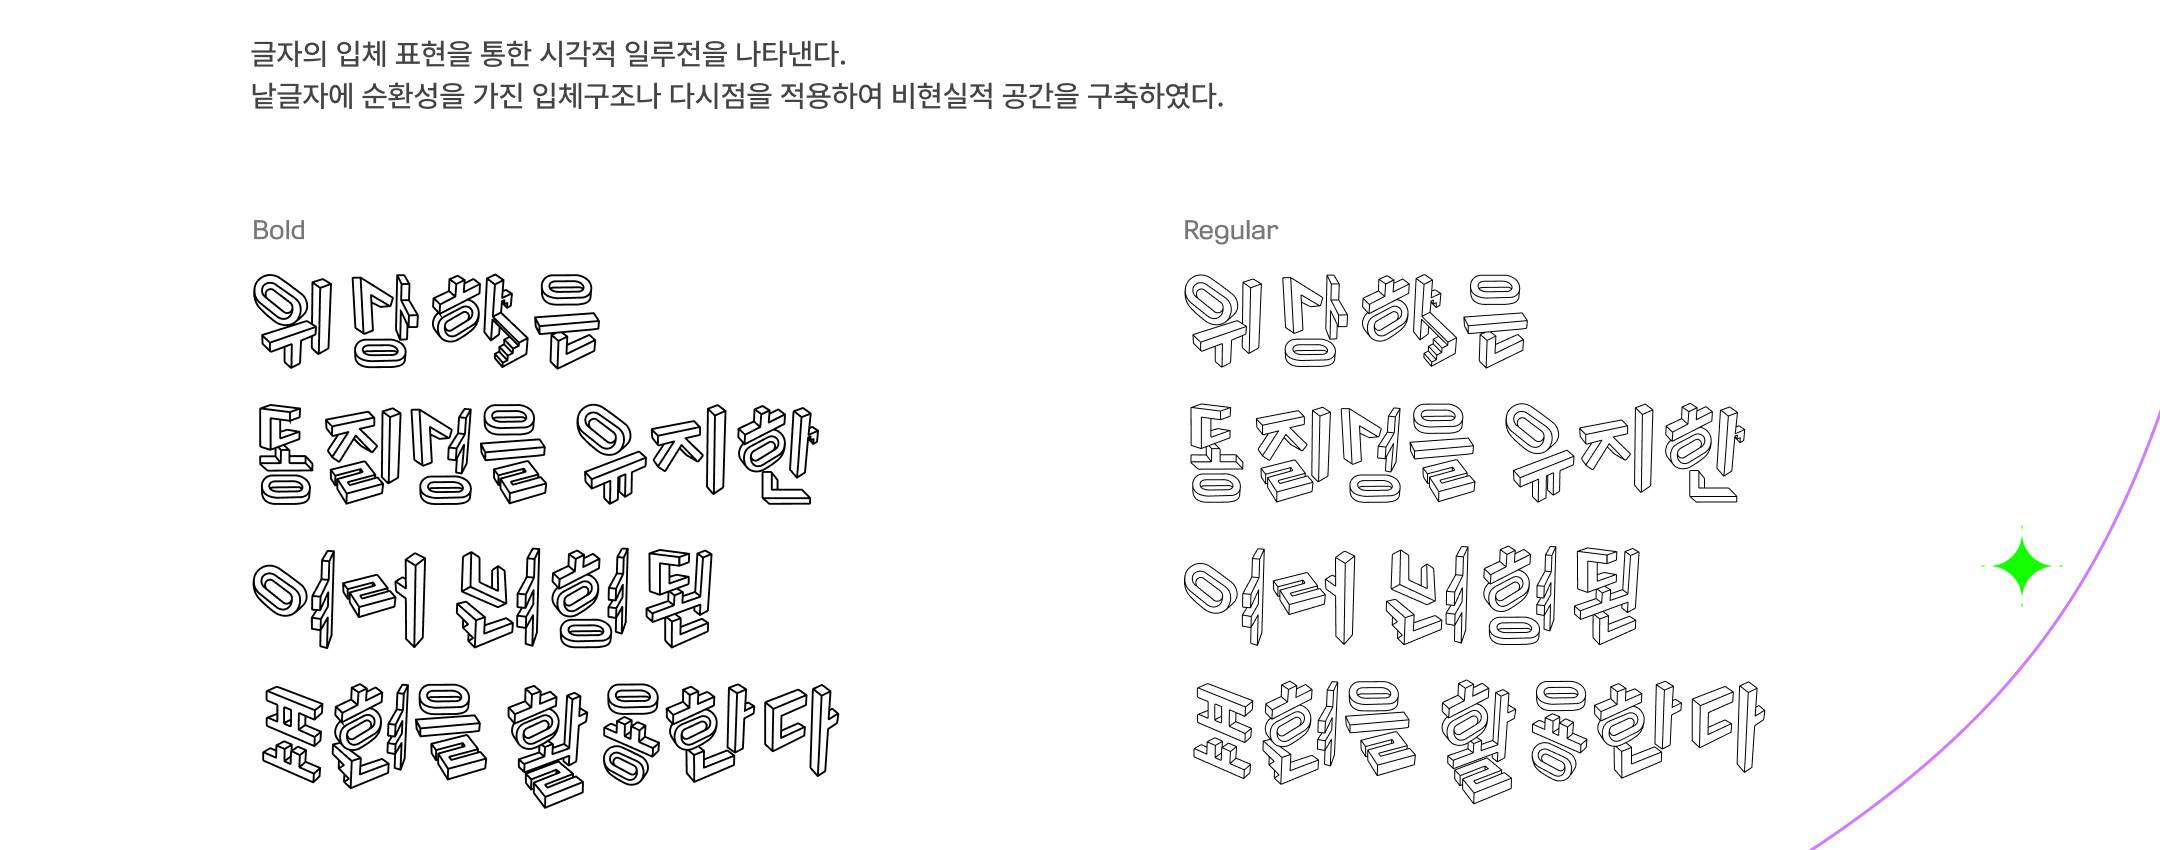 글자의 입체 표현을 통한 시각적 일루전을 나타낸다.
낱글자에 순환성을 가진 입체구조나 다시점을 적용하여 비현실적 공간을 구축하였다.
Bold
위상학은
동질성을 유지한
여러 변형된
표현을 활용한다
Regular
위상학은
동질성을 유지한
여러 변형된
표현을 활용한다